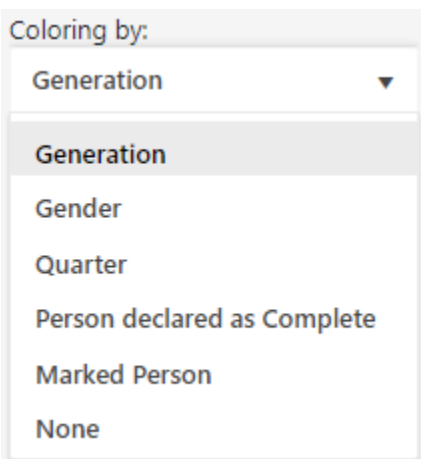 Coloring by:
Generation
Generation
Gender
Quarter
Person declared as Complete
Marked Person
None